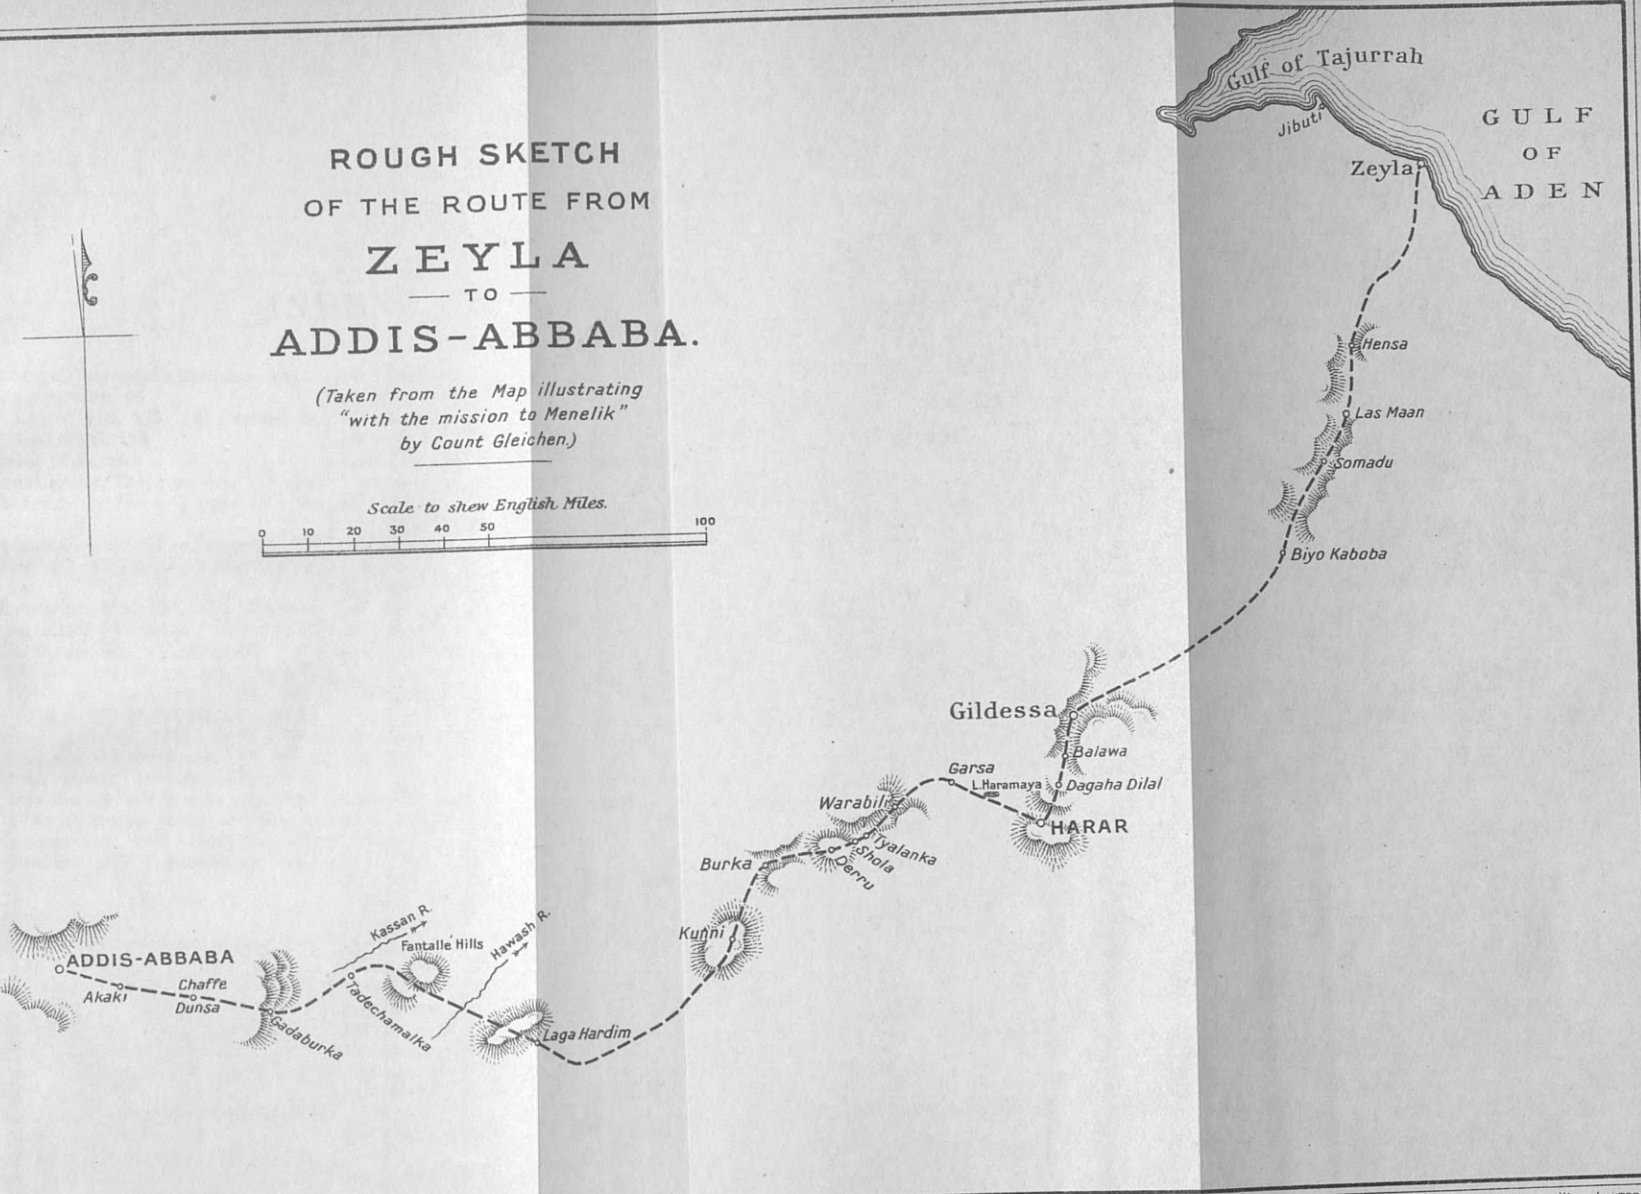 ROUGH SKETCH
OF THE ROUTE FROM
ZEYLA
TO
ADDIS-ABBABA.
(Taken from the Map illustrating
"with the mission to Menelik"
by Count Gleichen.)
Scale to shew English Miles.
0 10 20 30 40 50 100
Gulf of Tajurrah
GULF
OF
ADEN
Jibuti
Zeyla
Hensa
Las Maan
Somadu
Biyo Kaboba
Gildessa
Balawa
Dagaha Dilal
L. Haramaya
Garsa
HARAR
Warabili
Tyalanka
Shola
Derru
Burka
Kunni
Laga Hardim
Hawash R.
Fantalle Hills
Kassan R.
Tadechamalka
Gadaburka
Chaffe
Dunsa
Akaki
ADDIS-ABBABA